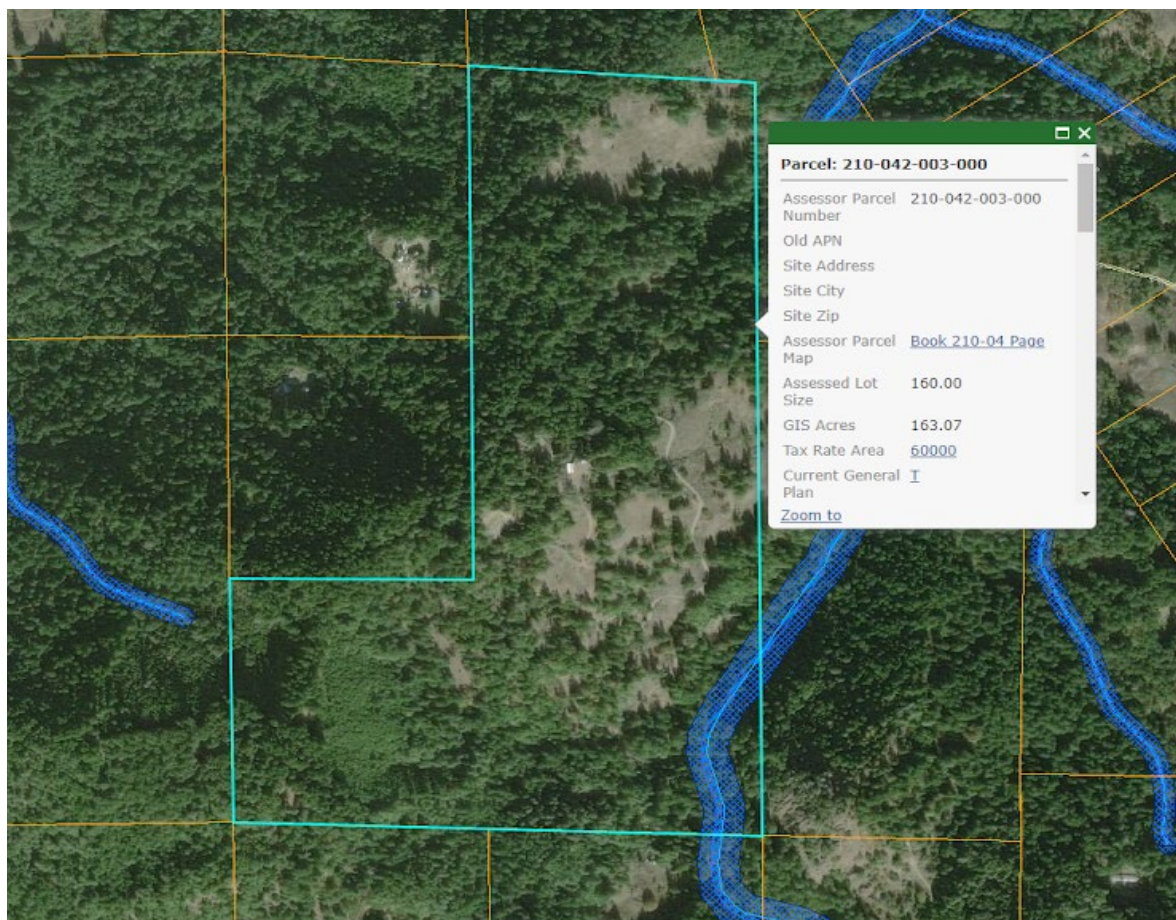 Parcel: 210-042-003-000
Assessor Parcel 210-042-003-000
Number
Old APN
Site Address
Site City
Site Zip
Assessor Parcel Book 210-04 Page
Map
Assessed Lot 160.00
Size
GIS Acres 163.07
Tax Rate Area 60000
Current General T
Plan
Zoom to